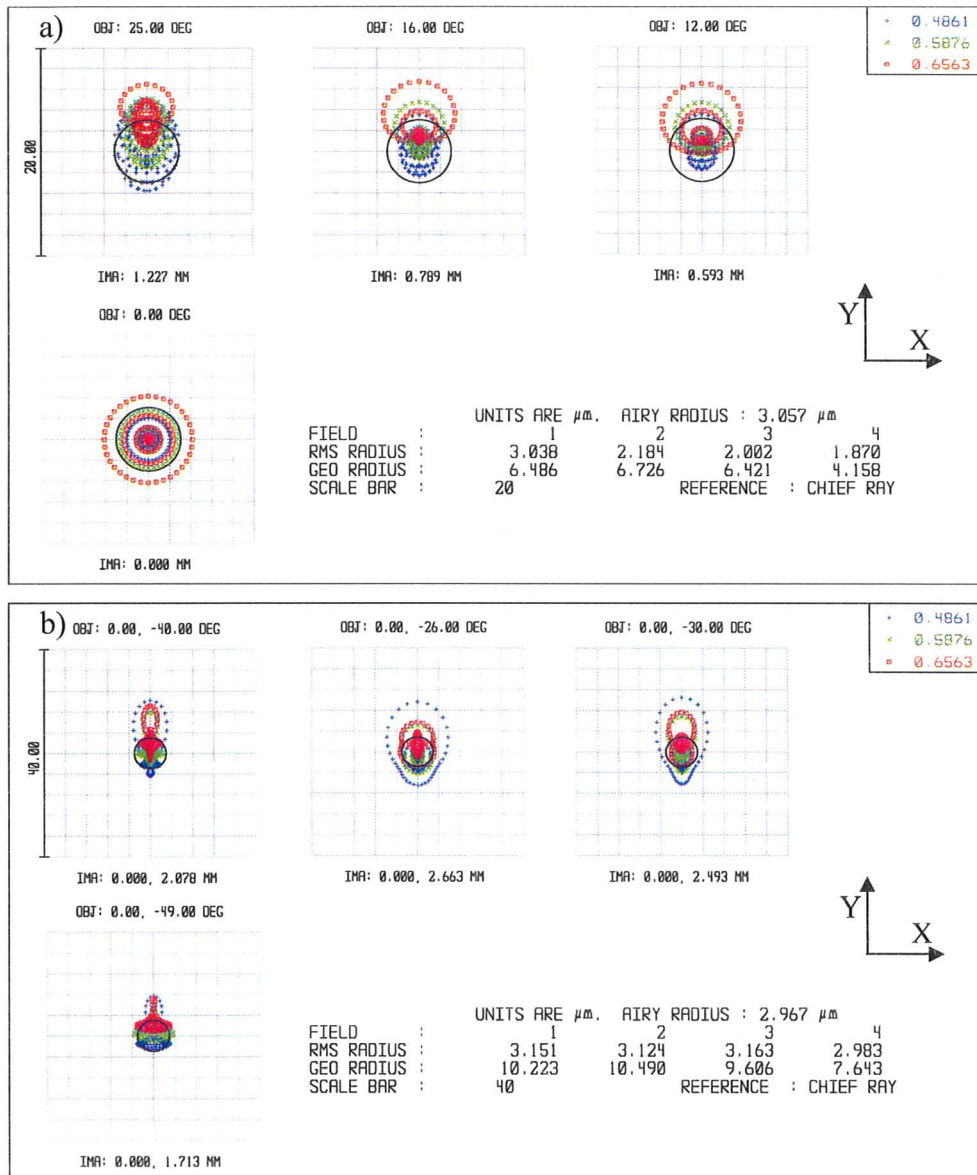 a)
OBJ: 25.00 DEG
OBJ: 16.00 DEG
OBJ: 12.00 DEG
+ 0.4861
× 0.5876
0.6563
20.00
IMA: 1.227 MM
IMA: 0.789 MM
IMA: 0.593 MM
OBJ: 0.00 DEG
Y
X
IMA: 0.000 MM
UNITS ARE µm. AIRY RADIUS : 3.057 µm
FIELD : 1 2 3 4
RMS RADIUS : 3.038 2.184 2.002 1.870
GEO RADIUS : 6.486 6.726 6.421 4.158
SCALE BAR : 20 REFERENCE : CHIEF RAY
b)
OBJ: 0.00, -40.00 DEG
OBJ: 0.00, -26.00 DEG
OBJ: 0.00, -30.00 DEG
+ 0.4861
× 0.5876
0.6563
40.00
IMA: 0.000, 2.078 MM
IMA: 0.000, 2.663 MM
IMA: 0.000, 2.493 MM
OBJ: 0.00, -49.00 DEG
Y
X
IMA: 0.000, 1.713 MM
UNITS ARE µm. AIRY RADIUS : 2.967 µm
FIELD : 1 2 3 4
RMS RADIUS : 3.151 3.124 3.163 2.983
GEO RADIUS : 10.223 10.490 9.606 7.643
SCALE BAR : 40 REFERENCE : CHIEF RAY